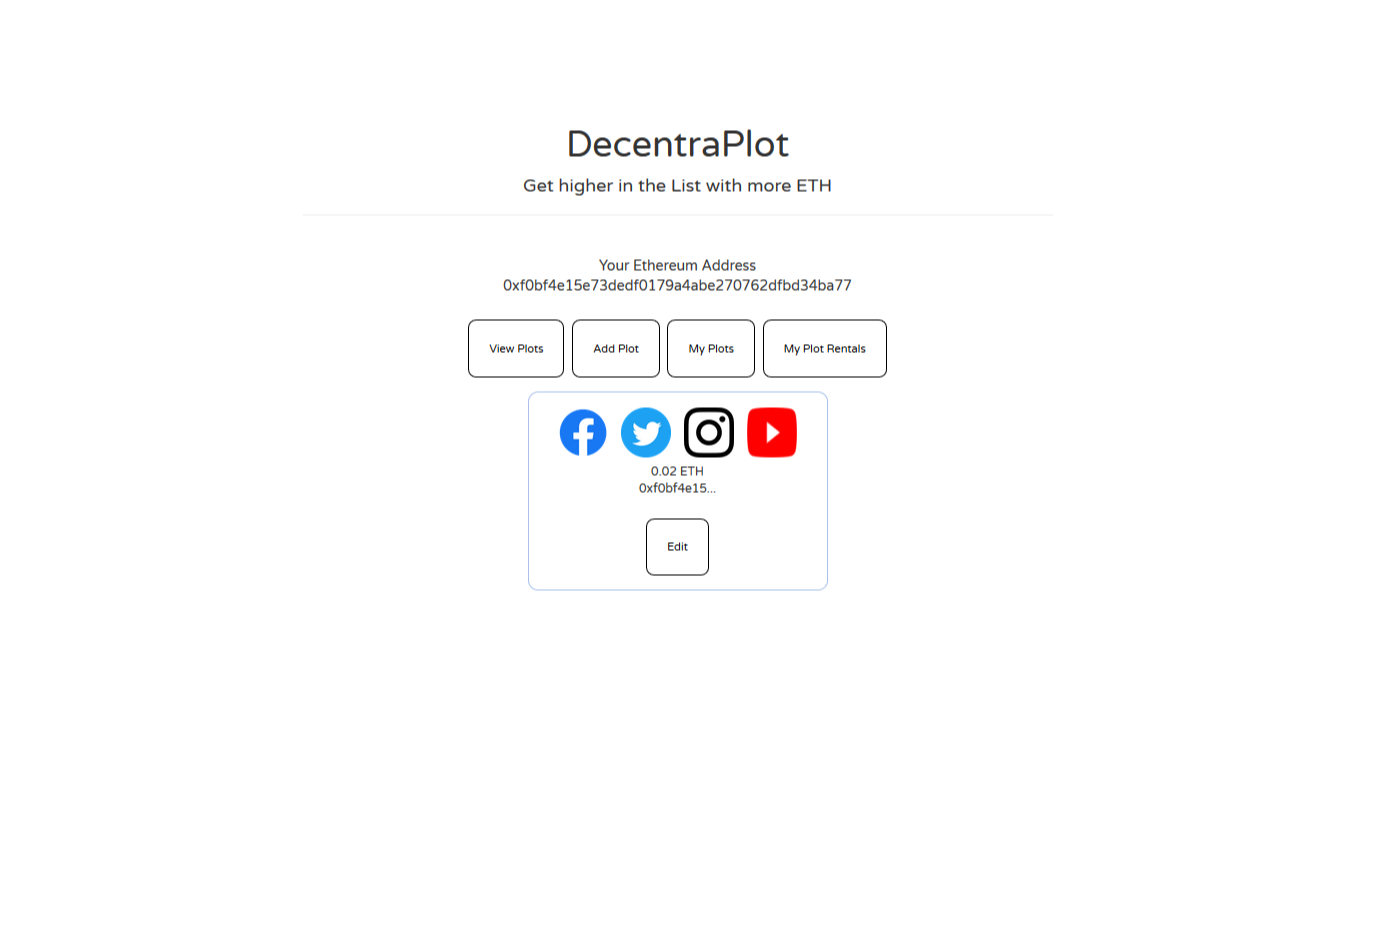 DecentraPlot
Get higher in the List with more ETH
Your Ethereum Address
0xf0bf4e15e73dedf0179a4abe270762dfbd34ba77
View Plots
Add Plot
My Plots
My Plot Rentals
0.02 ETH
0xf0bf4e15...
Edit